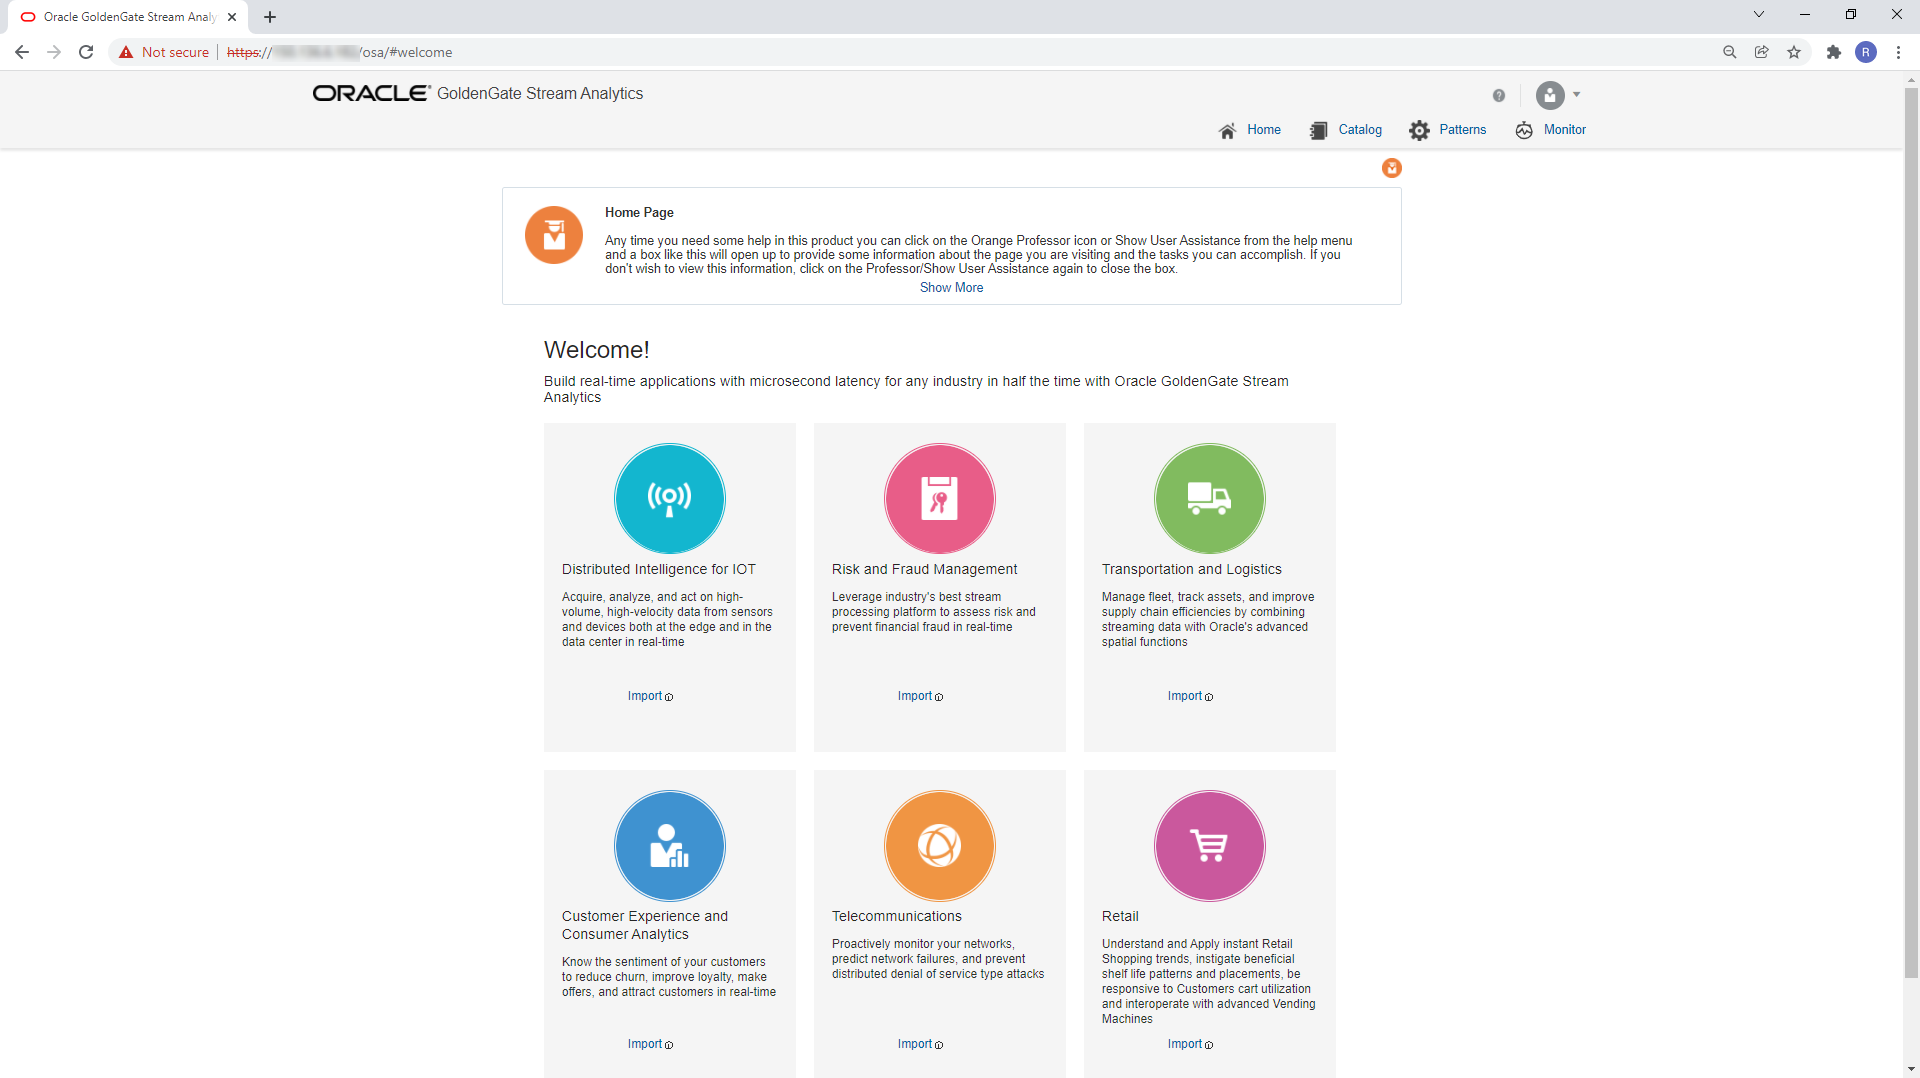 Oracle GoldenGate Stream Analy
Not secure
https://
/osa/#welcome
R
ORACLE® GoldenGate Stream Analytics
?
Home
Catalog
Patterns
Monitor
Home Page
Any time you need some help in this product you can click on the Orange Professor icon or Show User Assistance from the help menu
and a box like this will open up to provide some information about the page you are visiting and the tasks you can accomplish. If you
don't wish to view this information, click on the Professor/Show User Assistance again to close the box.
Show More
Welcome!
Build real-time applications with microsecond latency for any industry in half the time with Oracle GoldenGate Stream
Analytics
Distributed Intelligence for IOT
Acquire, analyze, and act on high-
volume, high-velocity data from sensors
and devices both at the edge and in the
data center in real-time
Import
Risk and Fraud Management
Leverage industry's best stream
processing platform to assess risk and
prevent financial fraud in real-time
Import
Transportation and Logistics
Manage fleet, track assets, and improve
supply chain efficiencies by combining
streaming data with Oracle's advanced
spatial functions
Import
Customer Experience and
Consumer Analytics
Know the sentiment of your customers
to reduce churn, improve loyalty, make
offers, and attract customers in real-time
Import
Telecommunications
Proactively monitor your networks,
predict network failures, and prevent
distributed denial of service type attacks
Import
Retail
Understand and Apply instant Retail
Shopping trends, instigate beneficial
shelf life patterns and placements, be
responsive to Customers cart utilization
and interoperate with advanced Vending
Machines
Import